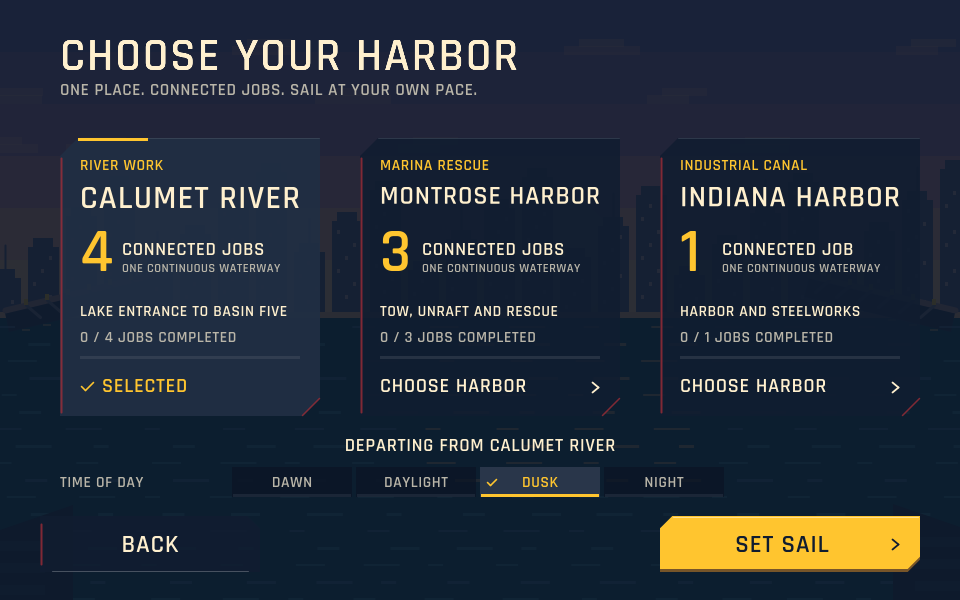 CHOOSE YOUR HARBOR
ONE PLACE. CONNECTED JOBS. SAIL AT YOUR OWN PACE.
RIVER WORK
CALUMET RIVER
4 CONNECTED JOBS
ONE CONTINUOUS WATERWAY
LAKE ENTRANCE TO BASIN FIVE
0 / 4 JOBS COMPLETED
SELECTED
MARINA RESCUE
MONTROSE HARBOR
3 CONNECTED JOBS
ONE CONTINUOUS WATERWAY
TOW, UNRAFT AND RESCUE
0 / 3 JOBS COMPLETED
CHOOSE HARBOR
INDUSTRIAL CANAL
INDIANA HARBOR
1 CONNECTED JOB
ONE CONTINUOUS WATERWAY
HARBOR AND STEELWORKS
0 / 1 JOBS COMPLETED
CHOOSE HARBOR
DEPARTING FROM CALUMET RIVER
TIME OF DAY DAWN DAYLIGHT DUSK NIGHT
BACK SET SAIL